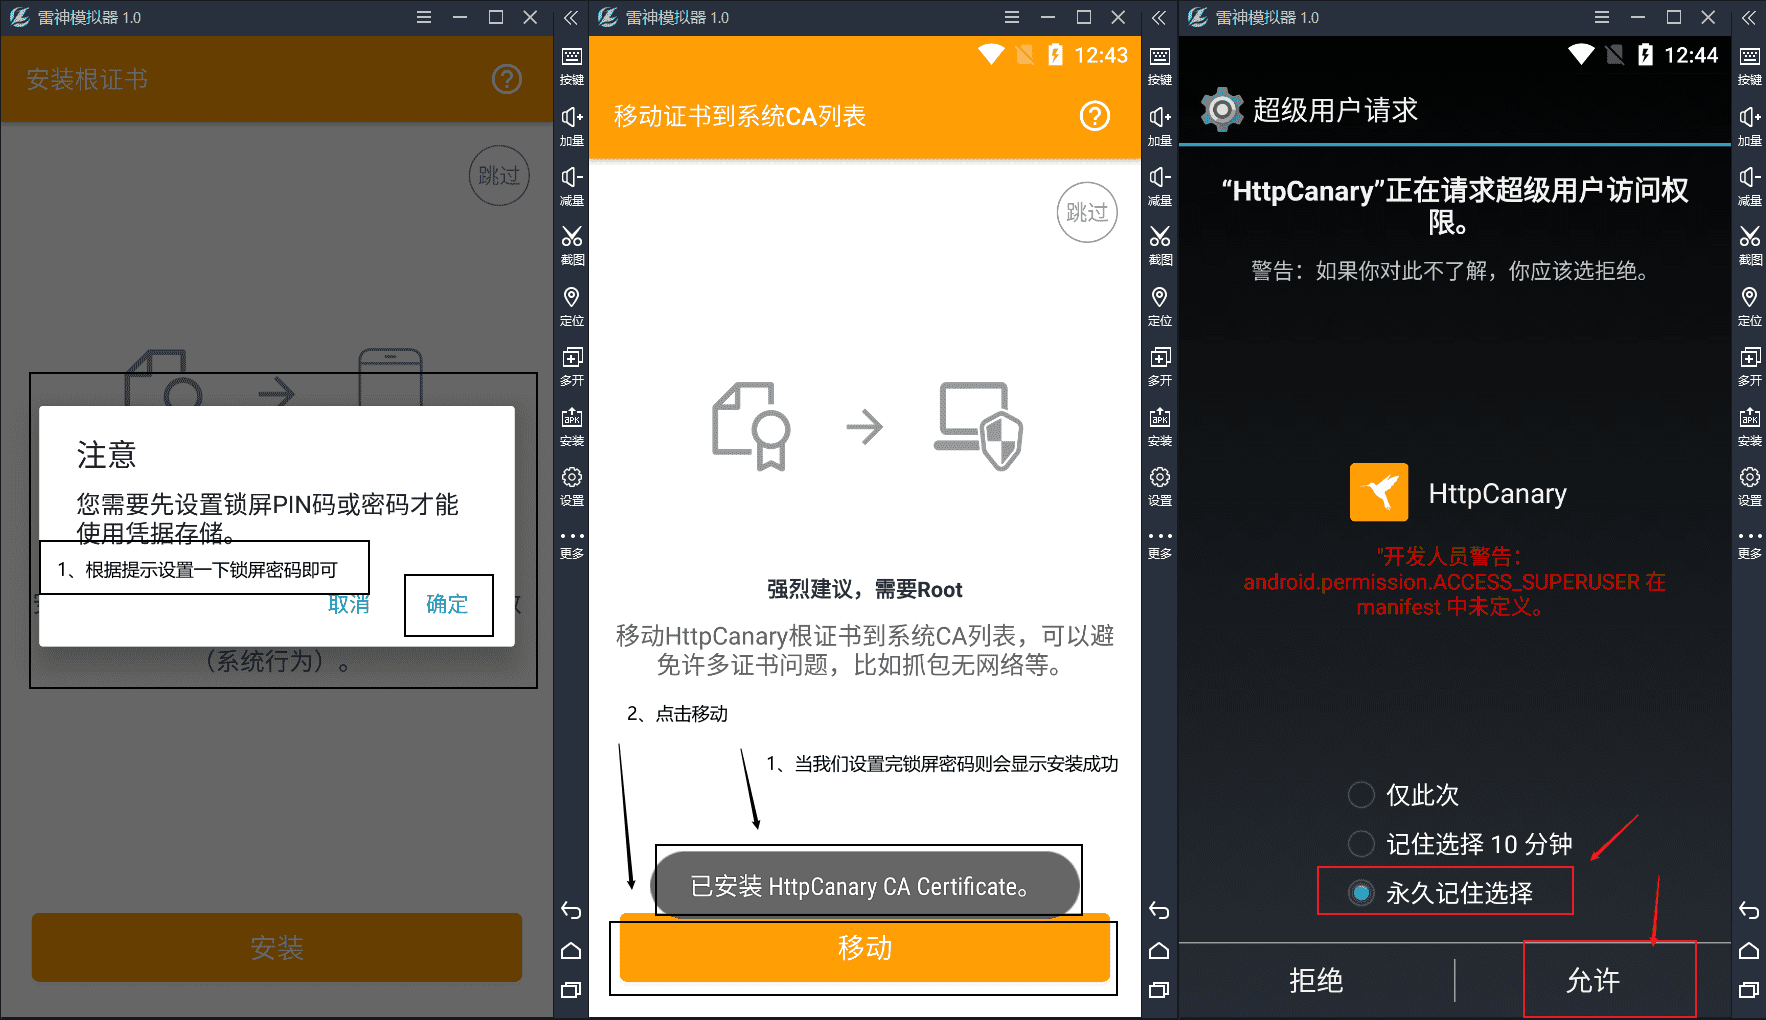 雷神模拟器 1.0
安装根证书
跳过
注意
您需要先设置锁屏PIN码或密码才能
使用凭据存储。
1、根据提示设置一下锁屏密码即可
取消
确定
（系统行为）。
安装
按键
加量
减量
截图
定位
多开
安装
设置
更多
雷神模拟器 1.0
12:43
移动证书到系统CA列表
跳过
强烈建议，需要Root
移动HttpCanary根证书到系统CA列表，可以避
免许多证书问题，比如抓包无网络等。
2、点击移动
1、当我们设置完锁屏密码则会显示安装成功
已安装 HttpCanary CA Certificate。
移动
按键
加量
减量
截图
定位
多开
安装
设置
更多
雷神模拟器 1.0
12:44
超级用户请求
“HttpCanary”正在请求超级用户访问权
限。
警告：如果你对此不了解，你应该选拒绝。
HttpCanary
"开发人员警告：
android.permission.ACCESS_SUPERUSER 在
manifest 中未定义。
仅此次
记住选择 10 分钟
永久记住选择
拒绝
允许
按键
加量
减量
截图
定位
多开
安装
设置
更多